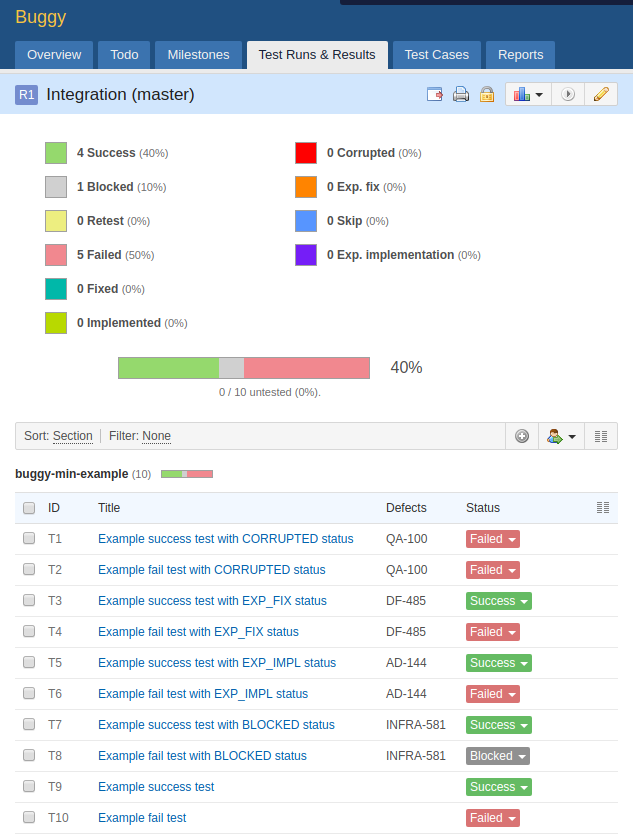 Buggy
Overview Todo Milestones Test Runs & Results Test Cases Reports
R1 Integration (master)
4 Success (40%) 0 Corrupted (0%)
1 Blocked (10%) 0 Exp. fix (0%)
0 Retest (0%) 0 Skip (0%)
5 Failed (50%) 0 Exp. implementation (0%)
0 Fixed (0%)
0 Implemented (0%)
40%
0 / 10 untested (0%).
Sort: Section Filter: None
buggy-min-example (10)
ID Title Defects Status
T1 Example success test with CORRUPTED status QA-100 Failed
T2 Example fail test with CORRUPTED status QA-100 Failed
T3 Example success test with EXP_FIX status DF-485 Success
T4 Example fail test with EXP_FIX status DF-485 Failed
T5 Example success test with EXP_IMPL status AD-144 Success
T6 Example fail test with EXP_IMPL status AD-144 Failed
T7 Example success test with BLOCKED status INFRA-581 Success
T8 Example fail test with BLOCKED status INFRA-581 Blocked
T9 Example success test Success
T10 Example fail test Failed